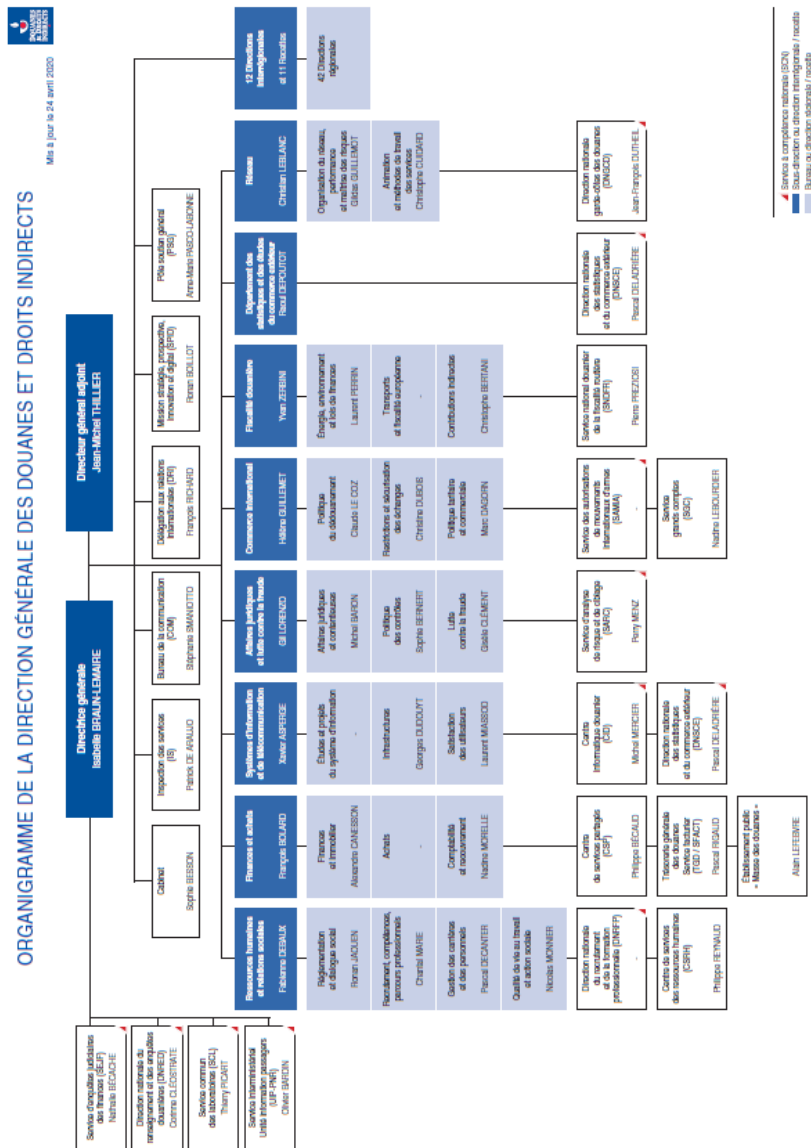 ORGANIGRAMME DE LA DIRECTION GÉNÉRALE DES DOUANES ET DROITS INDIRECTS
DOUANES
& DROITS
INDIRECTS
Mis à jour le 24 avril 2020
Directrice générale
Isabelle BRAUN-LEMAIRE
Directeur général adjoint
Jean-Michel THILLIER
Service d'enquêtes judiciaires
des finances (SEJF)
Nathalie BÉCACHE
Direction nationale du
renseignement et des enquêtes
douanières (DNRED)
Corinne CLÉOSTRATE
Service commun
des laboratoires (SCL)
Thierry PICART
Service interministériel
Unité information passagers
(UIP-PNR)
Olivier BARDIN
Cabinet
Sophie BESSON
Inspection des services
(IS)
Patrick DE ARAUJO
Bureau de la communication
(COM)
Stéphanie EMANIOTTO
Délégation aux relations
internationales (DRI)
François RICHARD
Mission stratégie, prospective,
innovation et digital (SPID)
Ronan BOILLOT
Pôle soutien général
(PSG)
Anne-Marie PASCO-LABONNE
Ressources humaines
et relations sociales
Fabienne DEBAUX
Réglementation
et dialogue social
Ronan JAOUEN
Recrutement, compétences,
parcours professionnels
Chantal MARIE
Gestion des carrières
et des personnels
Pascal DECANTER
Qualité de vie au travail
et action sociale
Nicolas MONNIER
Direction nationale
du recrutement
et de la formation
professionnelle (DNRFP)
-
Centre de services
des ressources humaines
(CSRH)
Philippe REYNAUD
Finances et achats
François BOLARD
Finances
et immobilier
Alexandre CANESSON
Achats
-
Comptabilité
et recouvrement
Nadine MORELLE
Centre
de services partagés
(CSP)
Philippe BÉCAUD
Trésorerie générale
des douanes
Service facturier
(TGD / SFACT)
Pascal RIGAUD
Établissement public
« Masse des douanes »
Alain LEFEBVRE
Systèmes d'information
et de télécommunication
Xavier ASPERGE
Études et projets
du système d'information
-
Infrastructures
Georges DUDOUYT
Satisfaction
des utilisateurs
Laurent MIASSOD
Centre
informatique douanier
(CID)
Michel MERCIER
Direction nationale
des statistiques
et du commerce extérieur
(DNSCE)
Pascal DELADRIÈRE
Affaires juridiques
et lutte contre la fraude
Gil LORENZO
Affaires juridiques
et contentieuses
Michel BARON
Politique
des contrôles
Sophie BERNERT
Lutte
contre la fraude
Gisèle CLÉMENT
Service d'analyse
de risque et de ciblage
(SARC)
Perry MENZ
Commerce international
Hélène GUILLEMET
Politique
du dédouanement
Claude LE COZ
Restrictions et sécurisation
des échanges
Christine DUBOIS
Politique tarifaire
et commerciale
Marc DAGORN
Service des autorisations
de mouvements
internationaux d'armes
(SAMIA)
-
Service
grands comptes
(SGC)
Nadine LEBOURDIER
Fiscalité douanière
Yvan ZERBINI
Énergie, environnement
et lois de finances
Laurent PERRIN
Transports
et fiscalité européenne
-
Contributions indirectes
Christophe BERTANI
Service national douanier
de la fiscalité routière
(SNDFR)
Pierre PREZIOSI
Département des
statistiques et des études
du commerce extérieur
Raoul DEPOUTOT
Direction nationale
des statistiques
et du commerce extérieur
(DNSCE)
Pascal DELADRIÈRE
Réseau
Christian LEBLANC
Organisation du réseau,
performance
et maîtrise des risques
Gildas GUILLEMOT
Animation
et méthodes de travail
des services
Christophe CUIDARD
Direction nationale
garde-côtes des douanes
(DNGCD)
Jean-François DUTHEIL
12 Directions
interrégionales
et 11 Recettes
42 Directions
régionales
Service à compétence nationale (SCN)
Sous-direction ou direction interrégionale / recette
Bureau ou direction régionale / recette